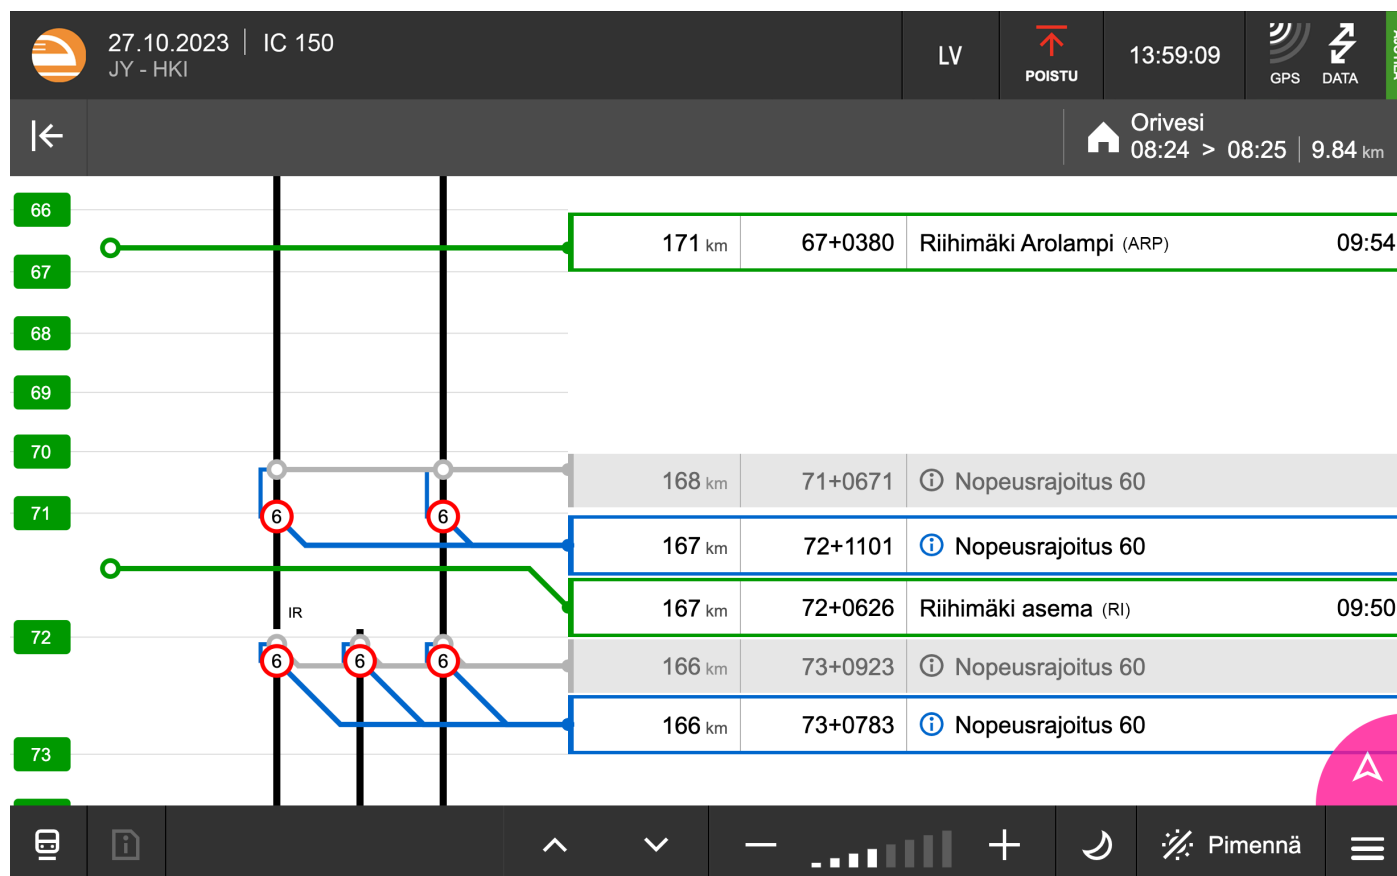 27.10.2023 | IC 150
JY - HKI
LV
POISTU
13:59:09
GPS
DATA
Orivesi
08:24 > 08:25 | 9.84 km
66
67
68
69
70
71
72
73
171 km 67+0380 Riihimäki Arolampi (ARP) 09:54
168 km 71+0671 Nopeusrajoitus 60
167 km 72+1101 Nopeusrajoitus 60
167 km 72+0626 Riihimäki asema (RI) 09:50
166 km 73+0923 Nopeusrajoitus 60
166 km 73+0783 Nopeusrajoitus 60
6 6
IR
6 6 6
Pimennä